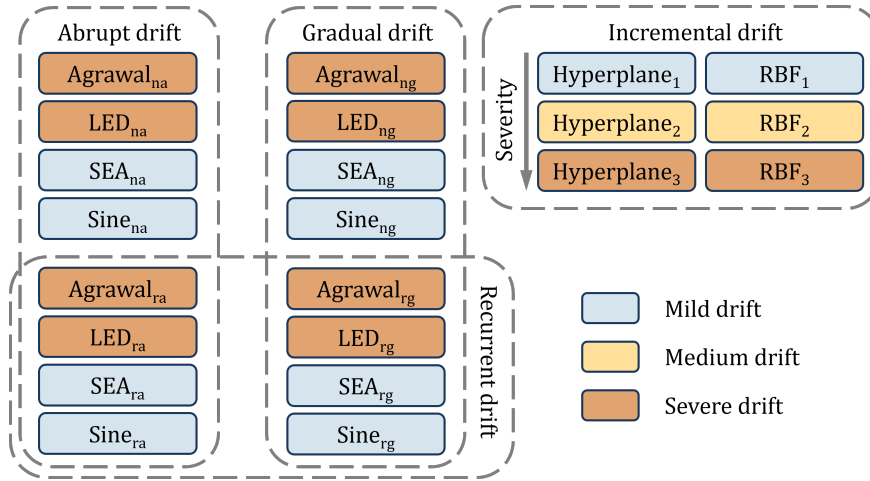 Abrupt drift
Agrawal_na
LED_na
SEA_na
Sine_na
Agrawal_ra
LED_ra
SEA_ra
Sine_ra
Gradual drift
Agrawal_ng
LED_ng
SEA_ng
Sine_ng
Agrawal_rg
LED_rg
SEA_rg
Sine_rg
Recurrent drift
Incremental drift
Severity
Hyperplane_1 RBF_1
Hyperplane_2 RBF_2
Hyperplane_3 RBF_3
Mild drift
Medium drift
Severe drift